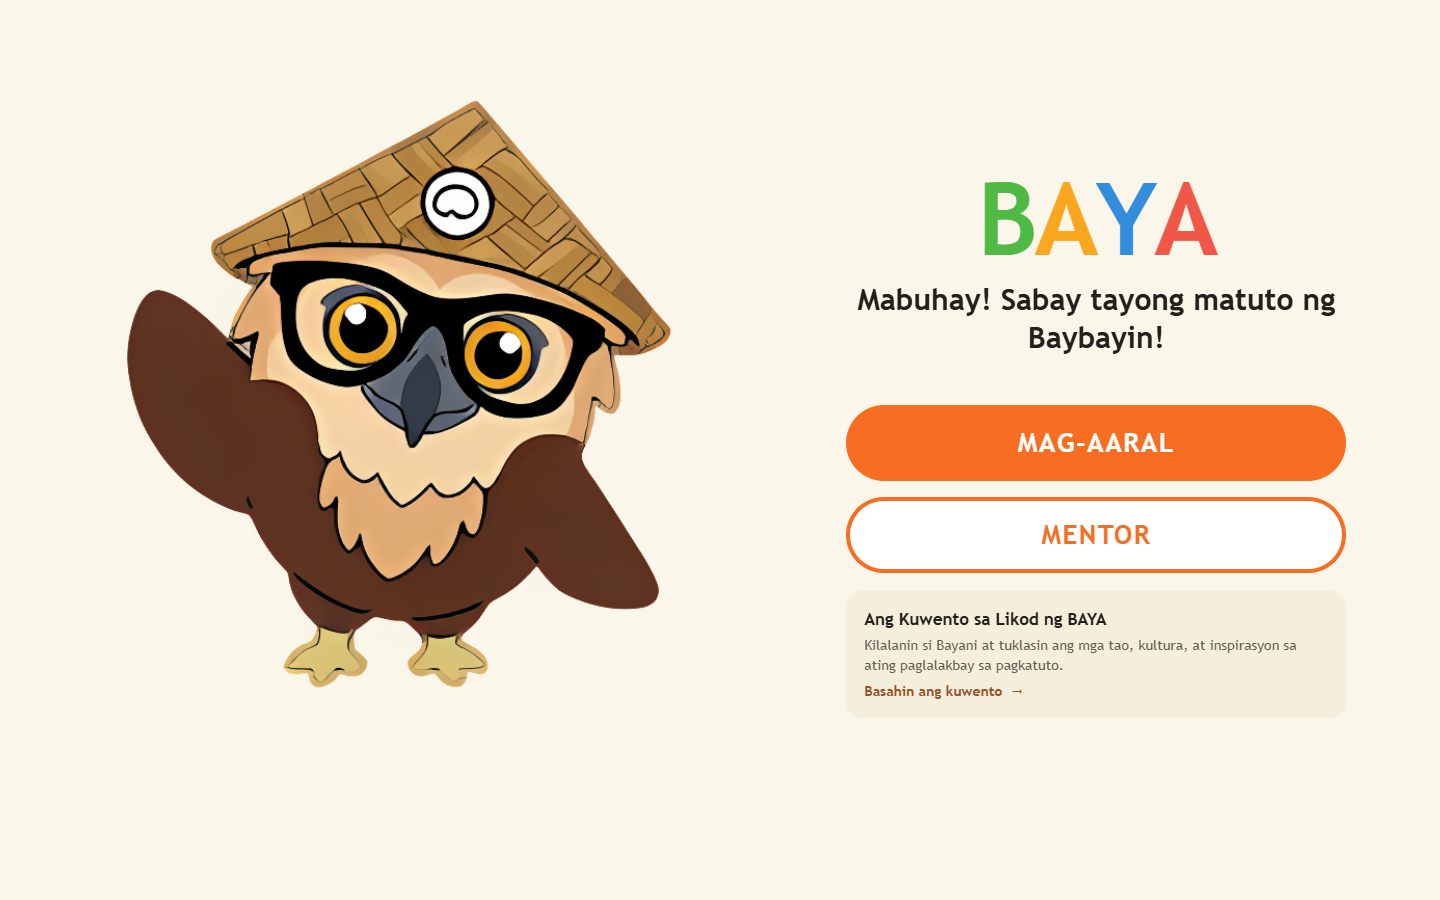 BAYA
Mabuhay! Sabay tayong matuto ng
Baybayin!
MAG-AARAL
MENTOR
Ang Kuwento sa Likod ng BAYA
Kilalanin si Bayani at tuklasin ang mga tao, kultura, at inspirasyon sa
ating paglalakbay sa pagkatuto.
Basahin ang kuwento →